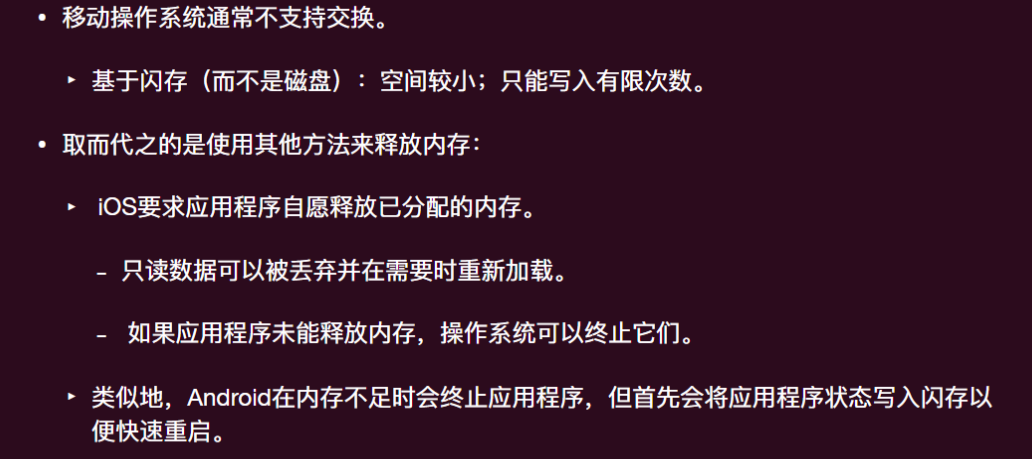 • 移动操作系统通常不支持交换。
‣ 基于闪存（而不是磁盘）：空间较小；只能写入有限次数。
• 取而代之的是使用其他方法来释放内存：
‣ iOS要求应用程序自愿释放已分配的内存。
– 只读数据可以被丢弃并在需要时重新加载。
– 如果应用程序未能释放内存，操作系统可以终止它们。
‣ 类似地，Android在内存不足时会终止应用程序，但首先会将应用程序状态写入闪存以
便快速重启。